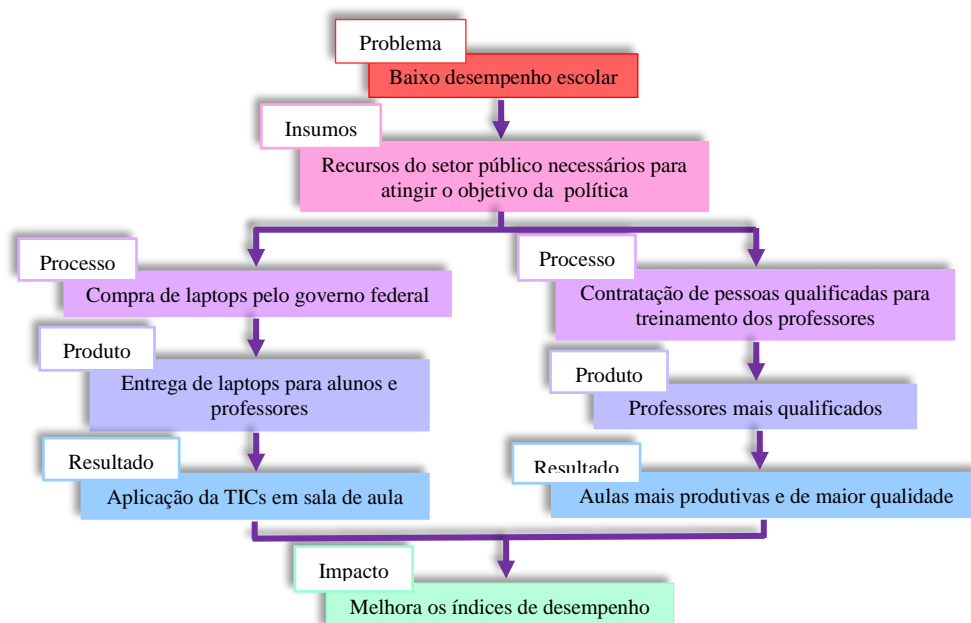 Problema
Baixo desempenho escolar
Insumos
Recursos do setor público necessários para
atingir o objetivo da política
Processo
Compra de laptops pelo governo federal
Processo
Contratação de pessoas qualificadas para
treinamento dos professores
Produto
Entrega de laptops para alunos e
professores
Produto
Professores mais qualificados
Resultado
Aplicação da TICs em sala de aula
Resultado
Aulas mais produtivas e de maior qualidade
Impacto
Melhora os índices de desempenho